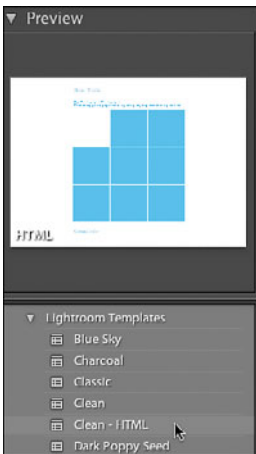 Preview
HTML
Lightroom Templates
Blue Sky
Charcoal
Classic
Clean
Clean - HTML
Dark Poppy Seed